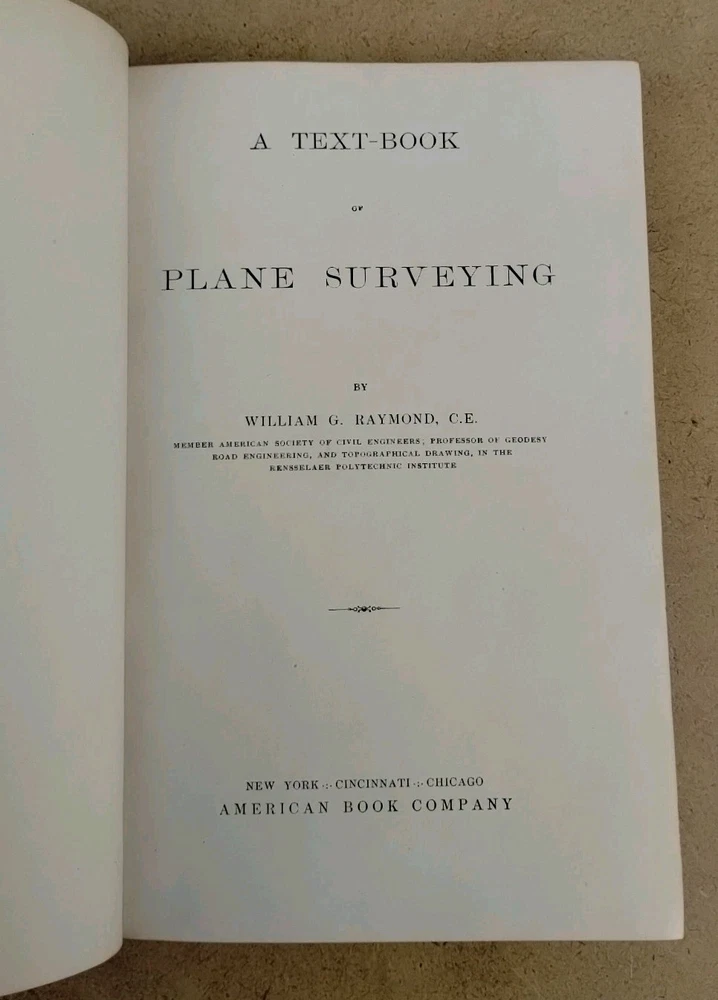 A TEXT-BOOK
OF
PLANE SURVEYING
BY
WILLIAM G. RAYMOND, C.E.
MEMBER AMERICAN SOCIETY OF CIVIL ENGINEERS; PROFESSOR OF GEODESY
ROAD ENGINEERING, AND TOPOGRAPHICAL DRAWING, IN THE
RENSSELAER POLYTECHNIC INSTITUTE
NEW YORK ·:· CINCINNATI ·:· CHICAGO
AMERICAN BOOK COMPANY